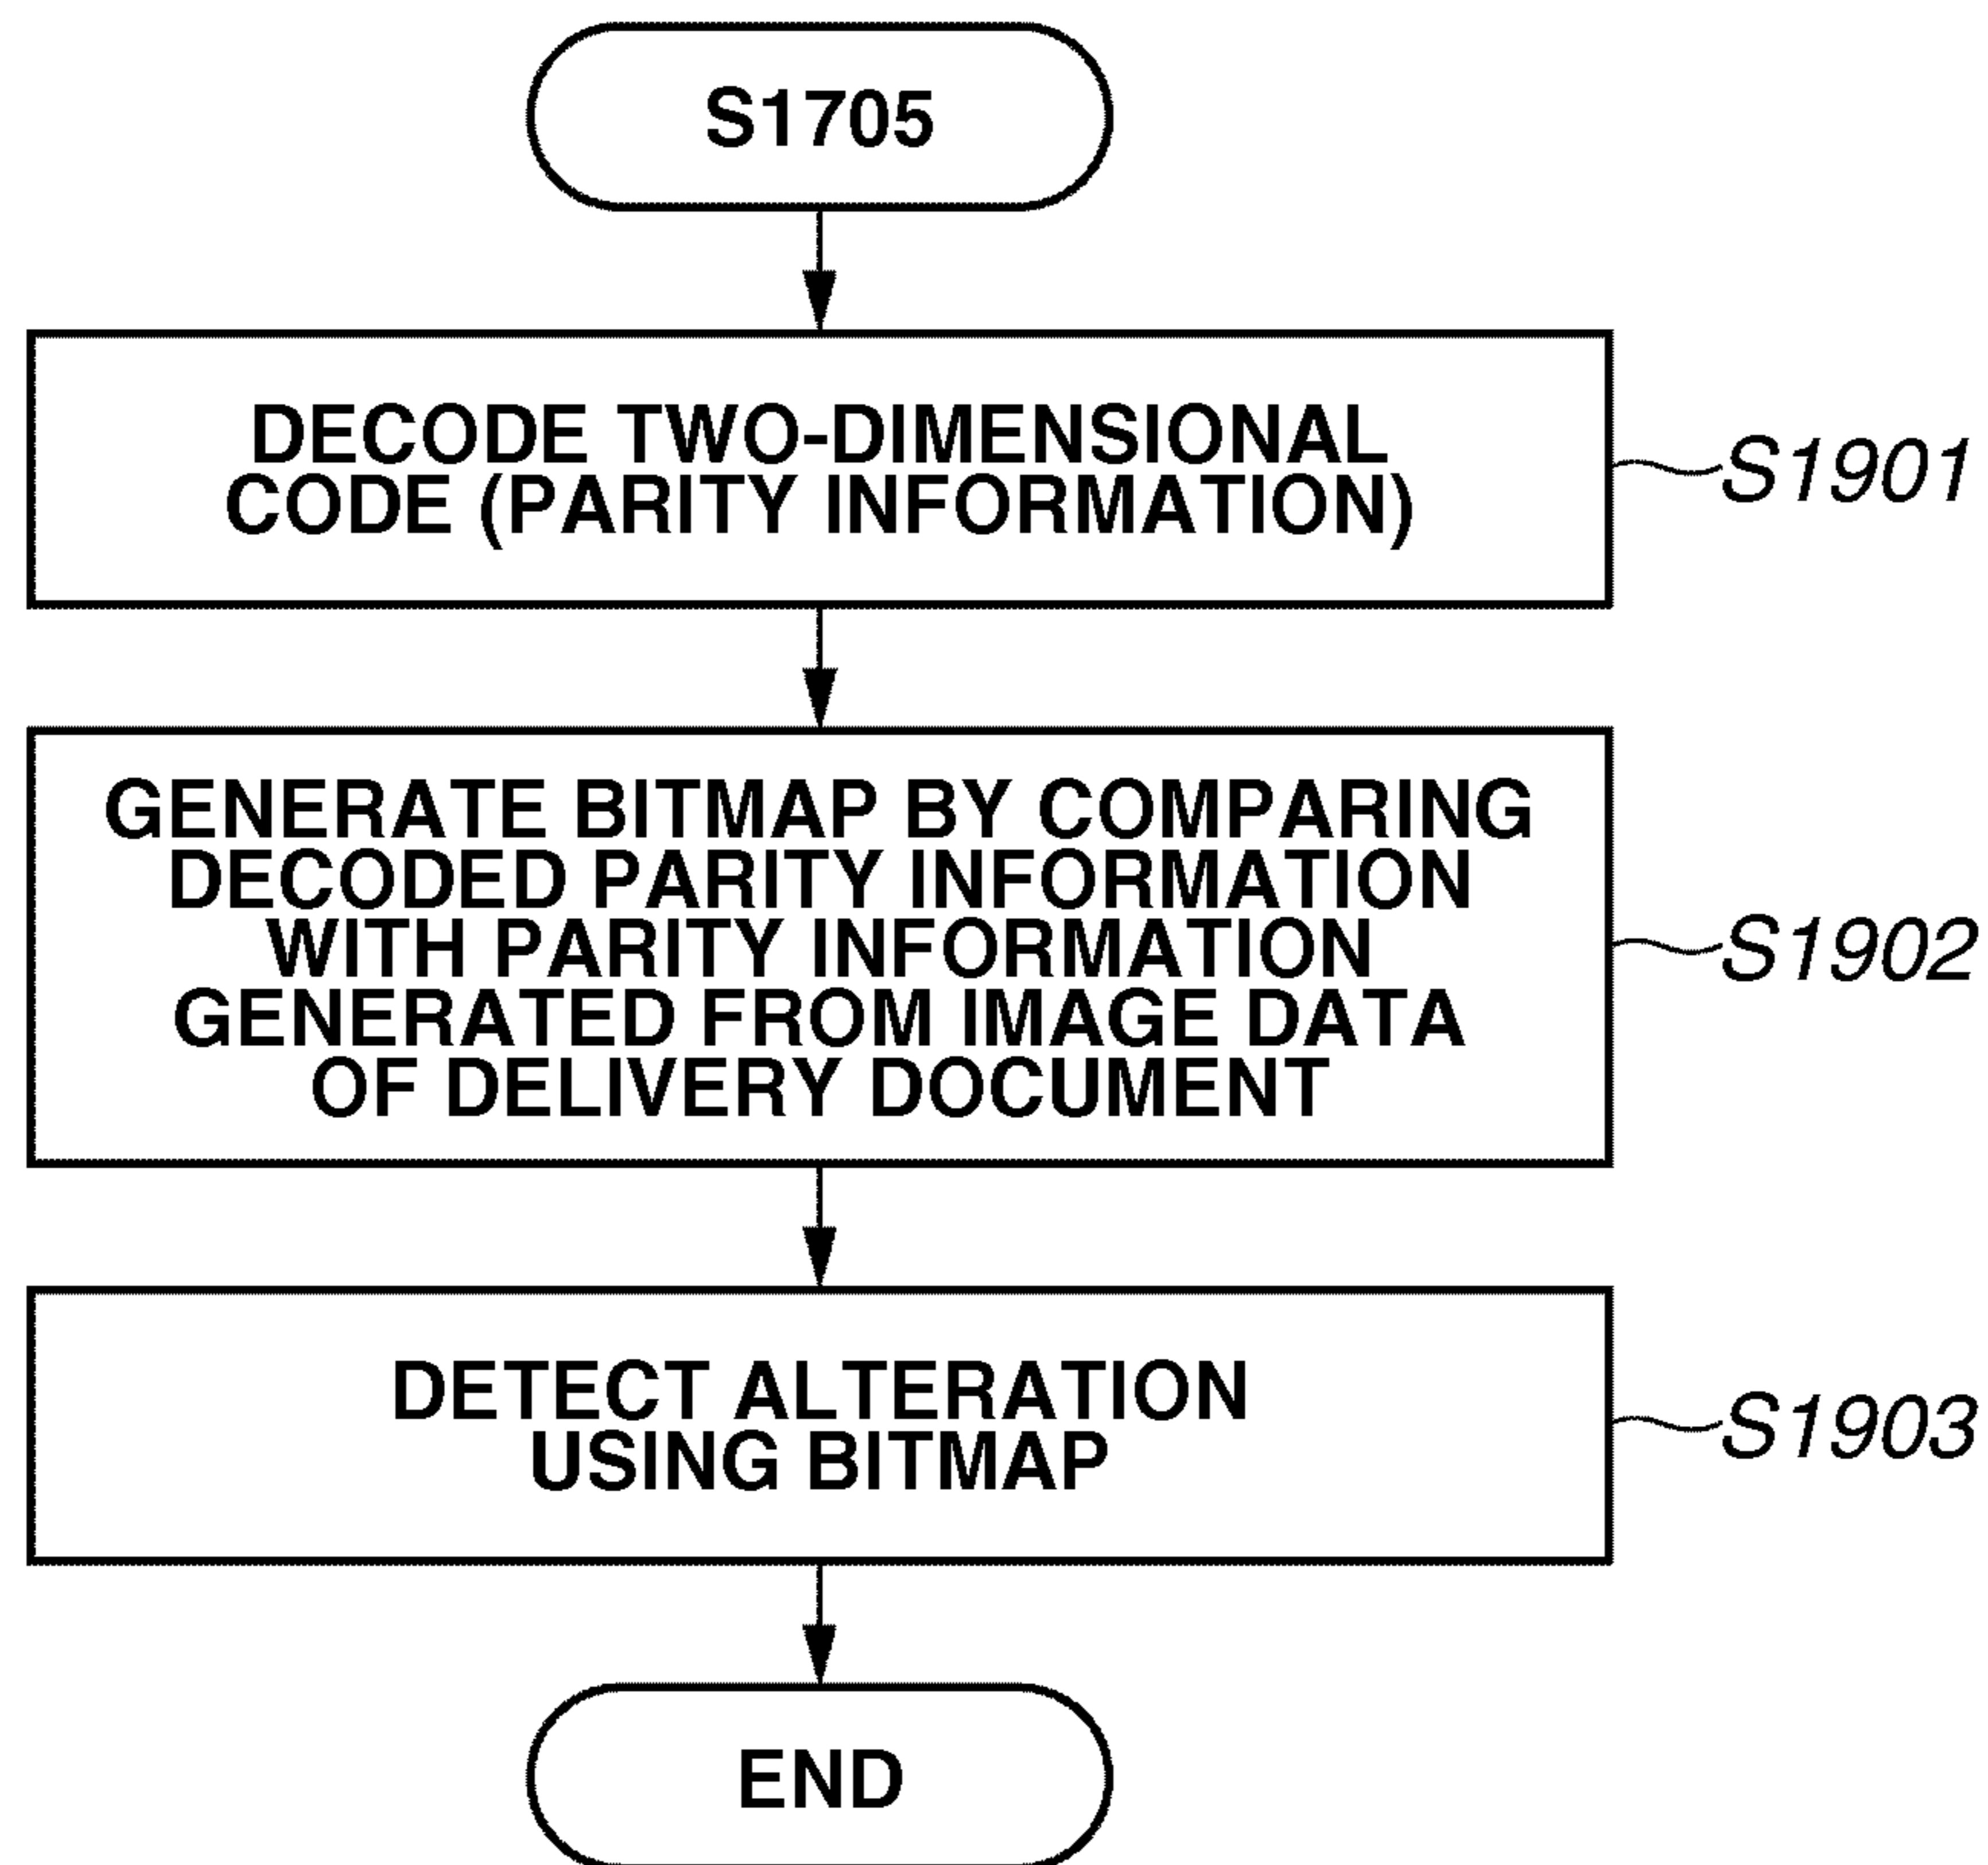 S1705
DECODE TWO-DIMENSIONAL
CODE (PARITY INFORMATION)
S1901
GENERATE BITMAP BY COMPARING
DECODED PARITY INFORMATION
WITH PARITY INFORMATION
GENERATED FROM IMAGE DATA
OF DELIVERY DOCUMENT
S1902
DETECT ALTERATION
USING BITMAP
S1903
END